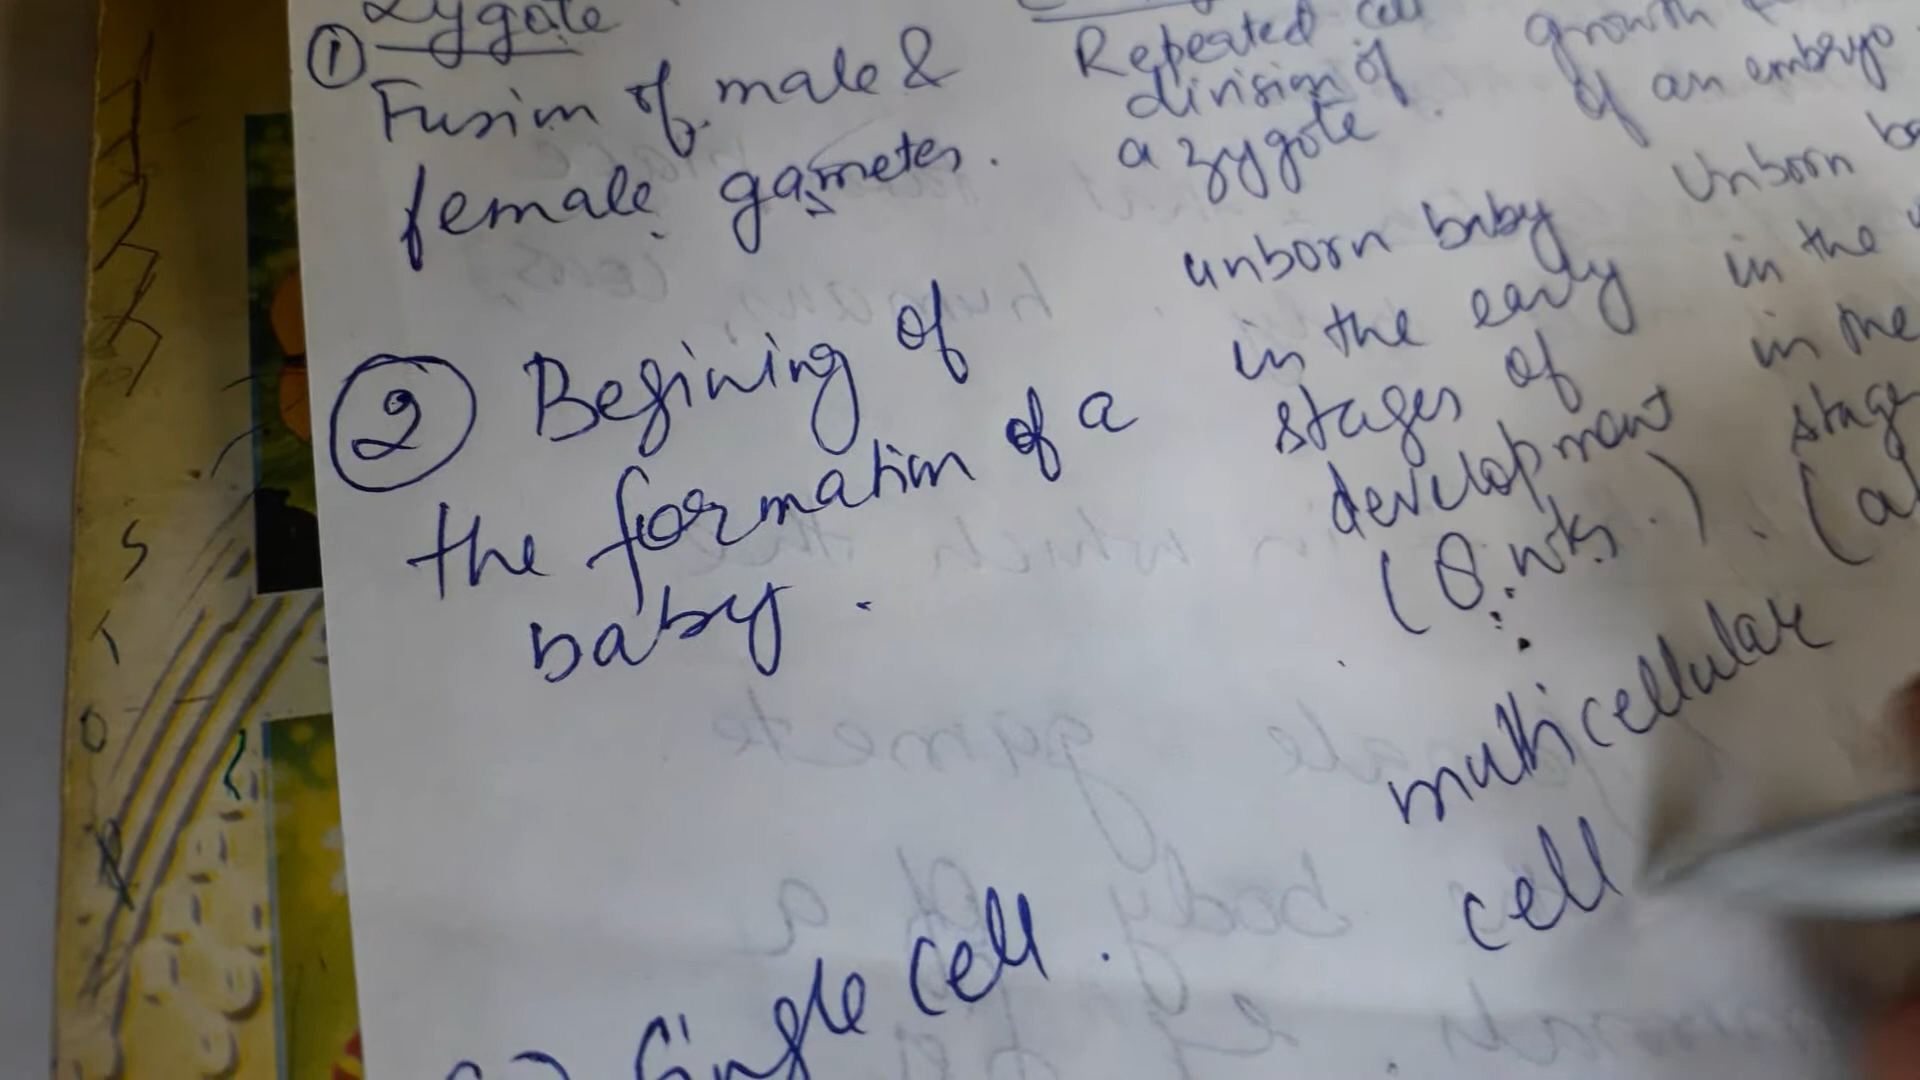 Zygote
① Fusion of male &
female gametes.
② Begining of
the formation of a
baby.
Single cell.
Repeated cell
division of
a zygote
unborn baby
in the early
stages of
development
(8 wks.).
multicellular
cell
growth
of an embryo
Unborn
in the
in the
stage